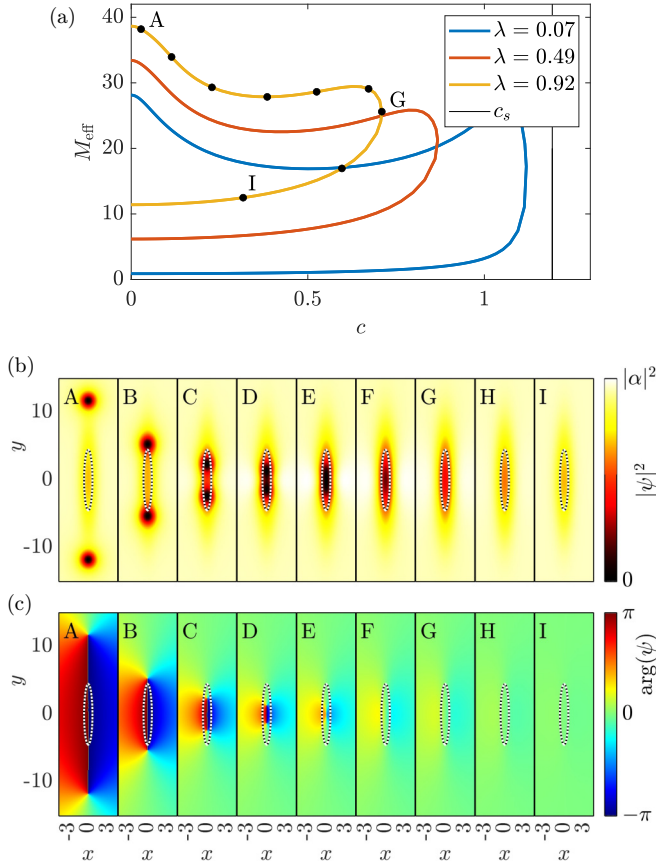 (a)
40
30
20
10
0
M_eff
A
G
I
λ = 0.07
λ = 0.49
λ = 0.92
c_s
0
0.5
1
c
(b)
15
0
-10
y
A B C D E F G H I
|α|²
|ψ|²
0
(c)
15
0
-10
y
A B C D E F G H I
π
0
−π
arg(ψ)
-3 0 3 -3 0 3 -3 0 3 -3 0 3 -3 0 3 -3 0 3 -3 0 3 -3 0 3 -3 0 3
x x x x x x x x x